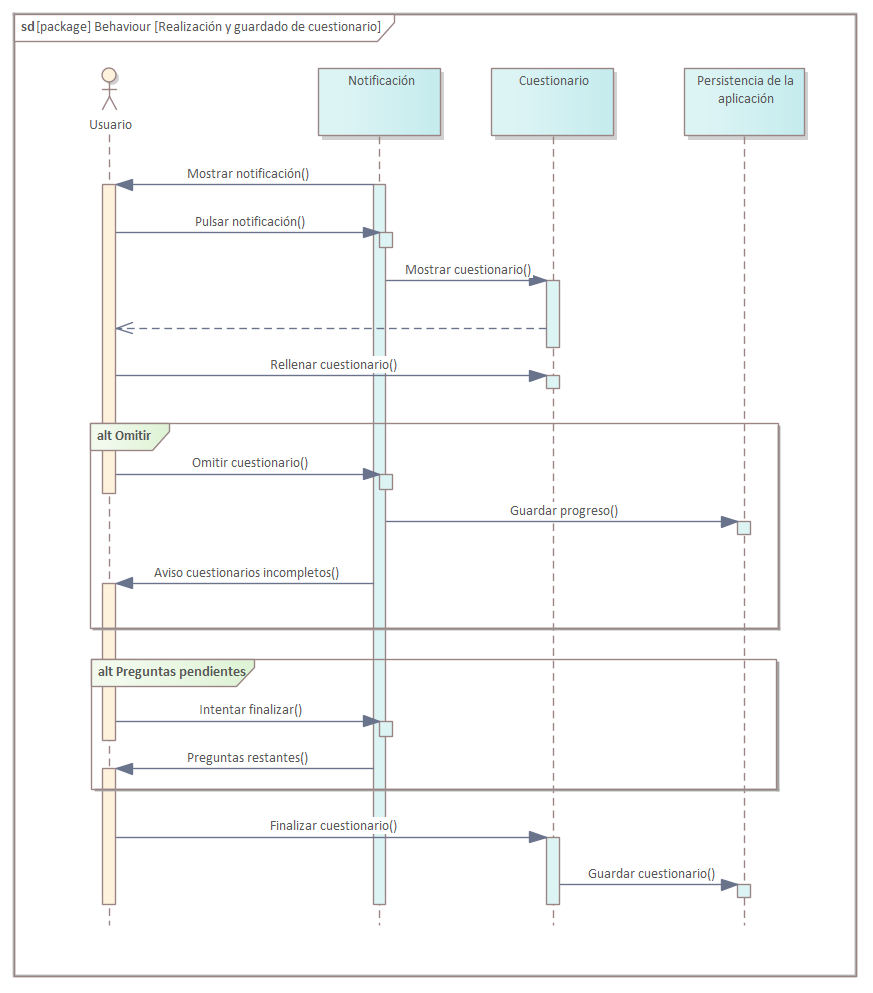 sd [package] Behaviour [Realización y guardado de cuestionario]
Usuario
Notificación
Cuestionario
Persistencia de la
aplicación
Mostrar notificación()
Pulsar notificación()
Mostrar cuestionario()
Rellenar cuestionario()
alt Omitir
Omitir cuestionario()
Guardar progreso()
Aviso cuestionarios incompletos()
alt Preguntas pendientes
Intentar finalizar()
Preguntas restantes()
Finalizar cuestionario()
Guardar cuestionario()